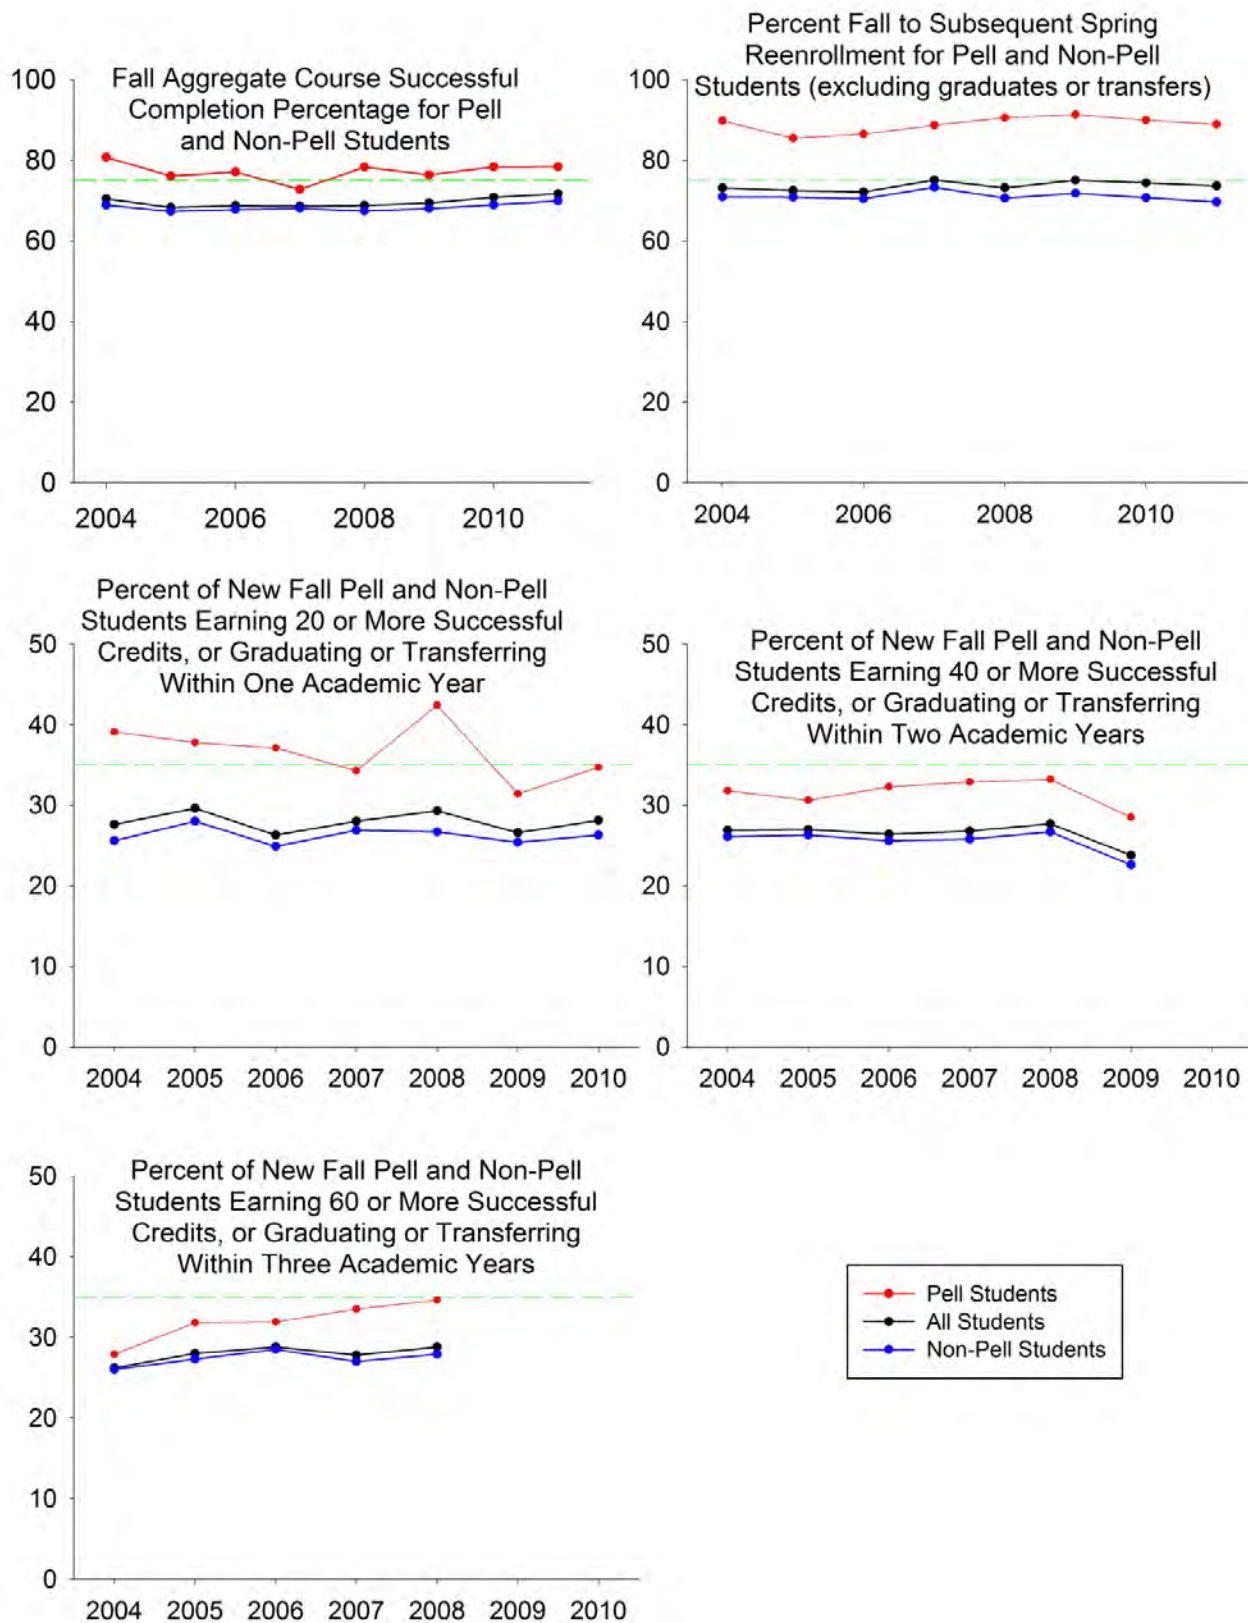 Fall Aggregate Course Successful
Completion Percentage for Pell
and Non-Pell Students
100
80
60
40
20
0
2004 2006 2008 2010
Percent Fall to Subsequent Spring
Reenrollment for Pell and Non-Pell
Students (excluding graduates or transfers)
100
80
60
40
20
0
2004 2006 2008 2010
Percent of New Fall Pell and Non-Pell
Students Earning 20 or More Successful
Credits, or Graduating or Transferring
Within One Academic Year
50
40
30
20
10
0
2004 2005 2006 2007 2008 2009 2010
Percent of New Fall Pell and Non-Pell
Students Earning 40 or More Successful
Credits, or Graduating or Transferring
Within Two Academic Years
50
40
30
20
10
0
2004 2005 2006 2007 2008 2009 2010
Percent of New Fall Pell and Non-Pell
Students Earning 60 or More Successful
Credits, or Graduating or Transferring
Within Three Academic Years
50
40
30
20
10
0
2004 2005 2006 2007 2008 2009 2010
Pell Students
All Students
Non-Pell Students